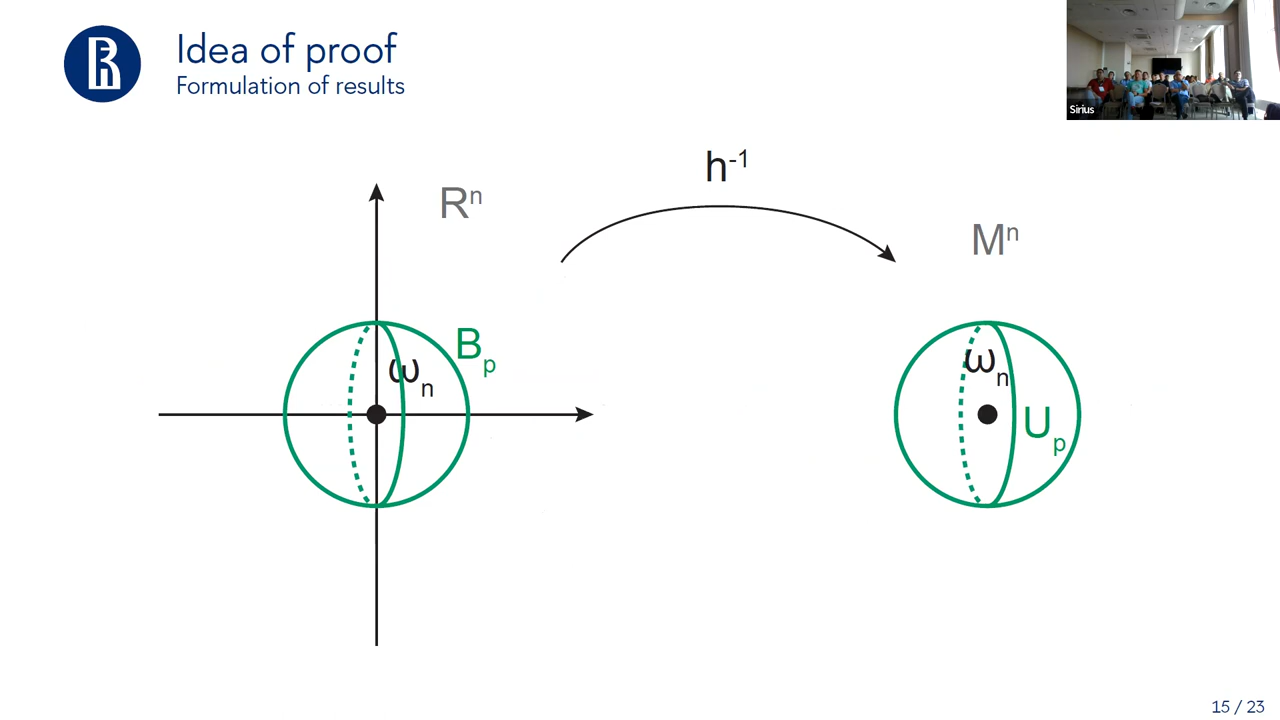 Idea of proof
Formulation of results
Sirius
h⁻¹
Rⁿ
Mⁿ
Bₚ
ωₙ
ωₙ
Uₚ
15 / 23